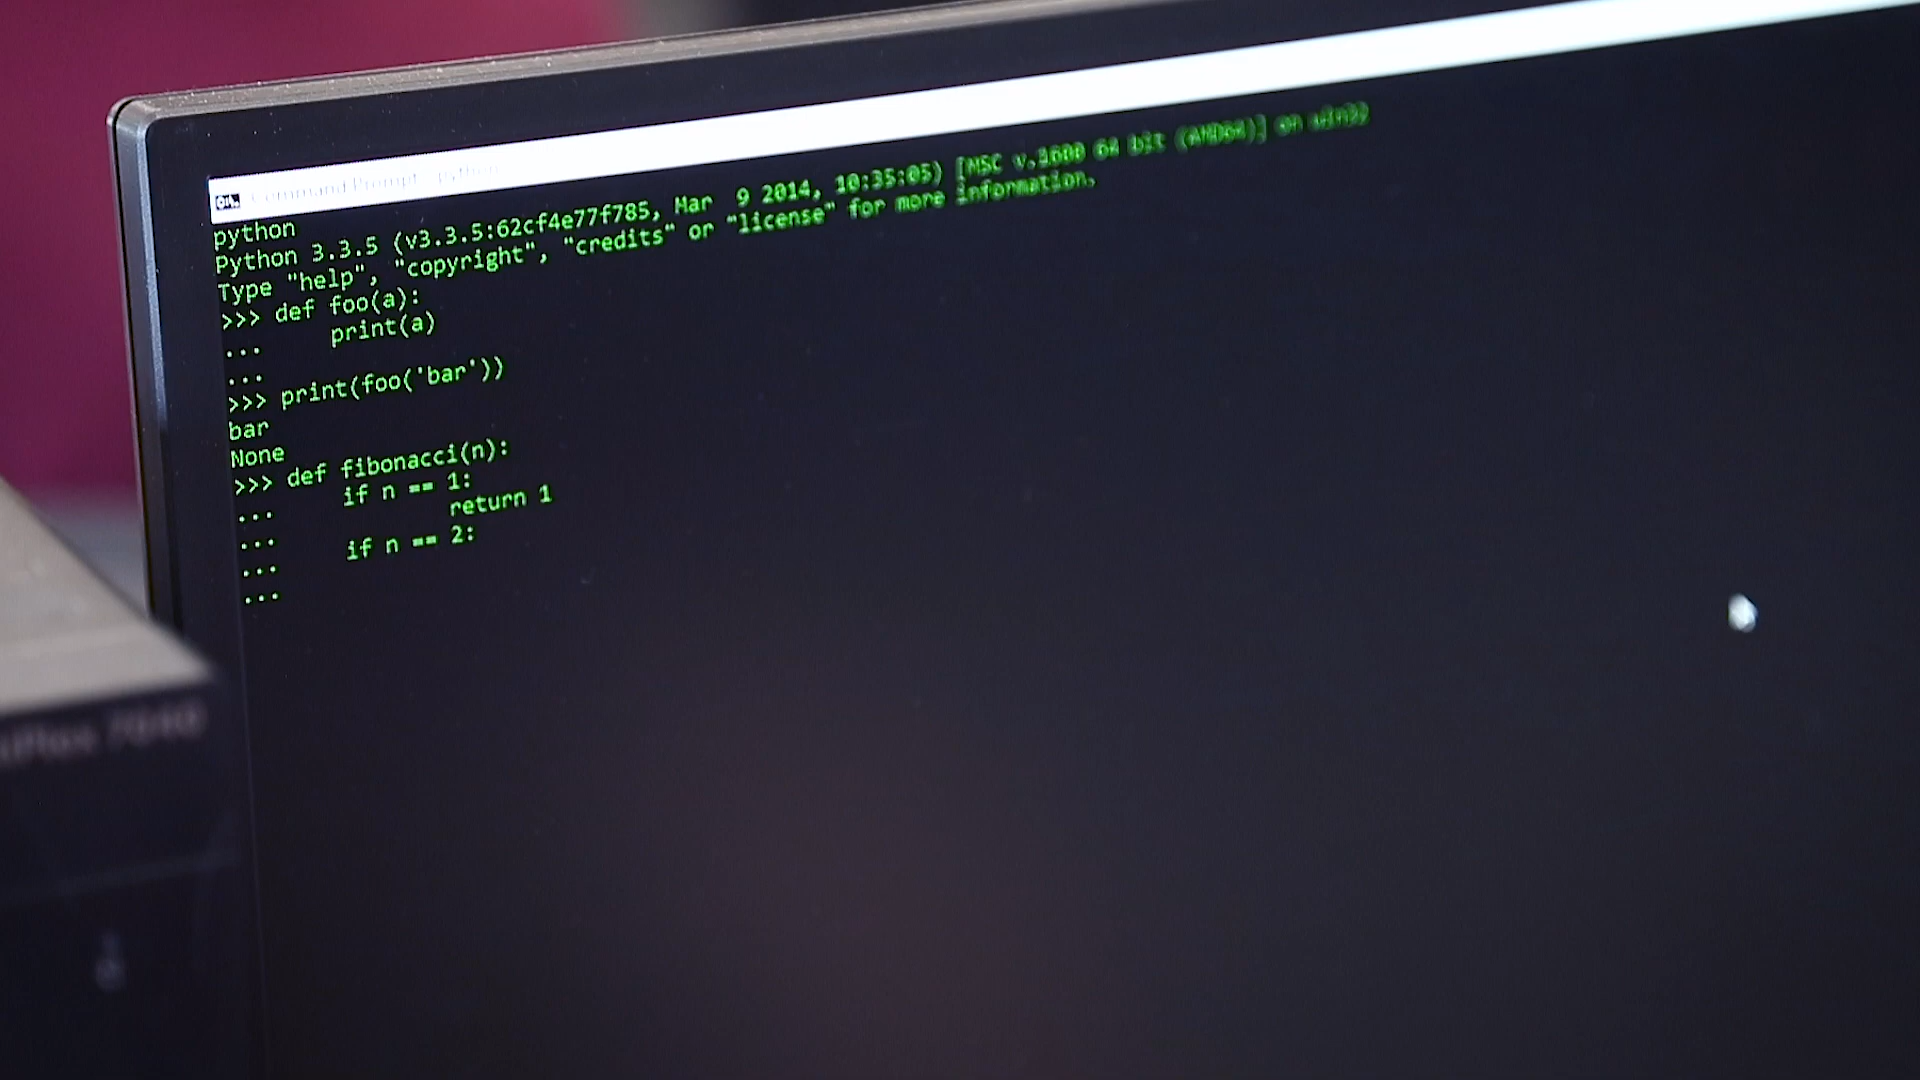 Command Prompt - python
python
Python 3.3.5 (v3.3.5:62cf4e77f785, Mar  9 2014, 10:35:05) [MSC v.1600 64 bit (AMD64)] on win32
Type "help", "copyright", "credits" or "license" for more information.
>>> def foo(a):
...     print(a)
...
>>> print(foo('bar'))
bar
None
>>> def fibonacci(n):
...     if n == 1:
...             return 1
...     if n == 2:
...
7040